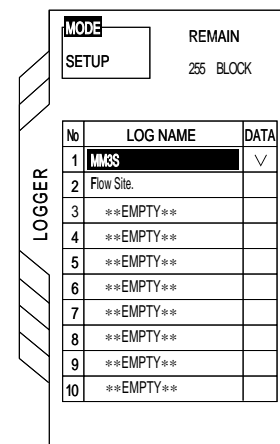 MODE
SETUP
REMAIN
255 BLOCK
LOGGER
No LOG NAME DATA
1 MM3S ∨
2 Flow Site.
3 **EMPTY**
4 **EMPTY**
5 **EMPTY**
6 **EMPTY**
7 **EMPTY**
8 **EMPTY**
9 **EMPTY**
10 **EMPTY**